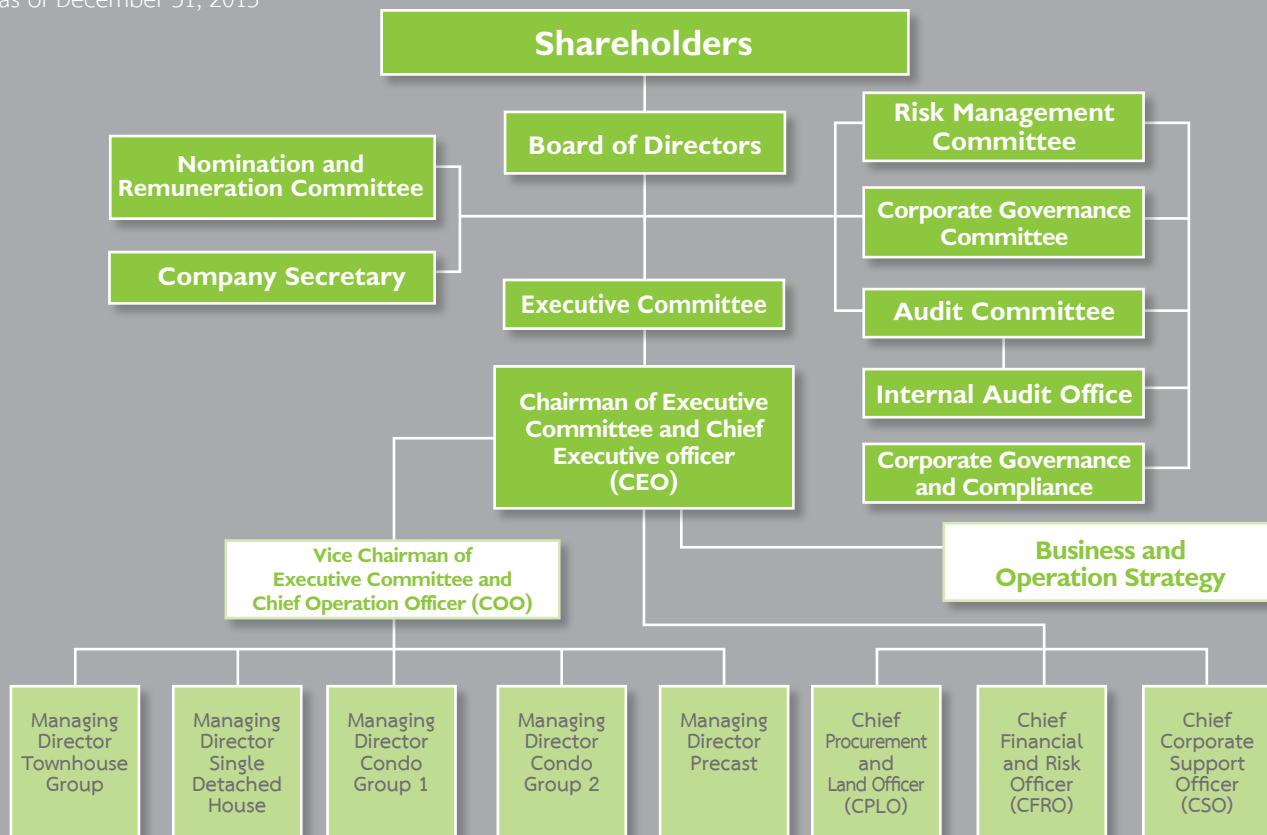 as of December 31, 2015
Shareholders
Board of Directors
Nomination and
Remuneration Committee
Company Secretary
Risk Management
Committee
Corporate Governance
Committee
Audit Committee
Internal Audit Office
Corporate Governance
and Compliance
Executive Committee
Chairman of Executive
Committee and Chief
Executive officer
(CEO)
Vice Chairman of
Executive Committee and
Chief Operation Officer (COO)
Business and
Operation Strategy
Managing
Director
Townhouse
Group
Managing
Director
Single
Detached
House
Managing
Director
Condo
Group 1
Managing
Director
Condo
Group 2
Managing
Director
Precast
Chief
Procurement
and
Land Officer
(CPLO)
Chief
Financial
and Risk
Officer
(CFRO)
Chief
Corporate
Support
Officer
(CSO)